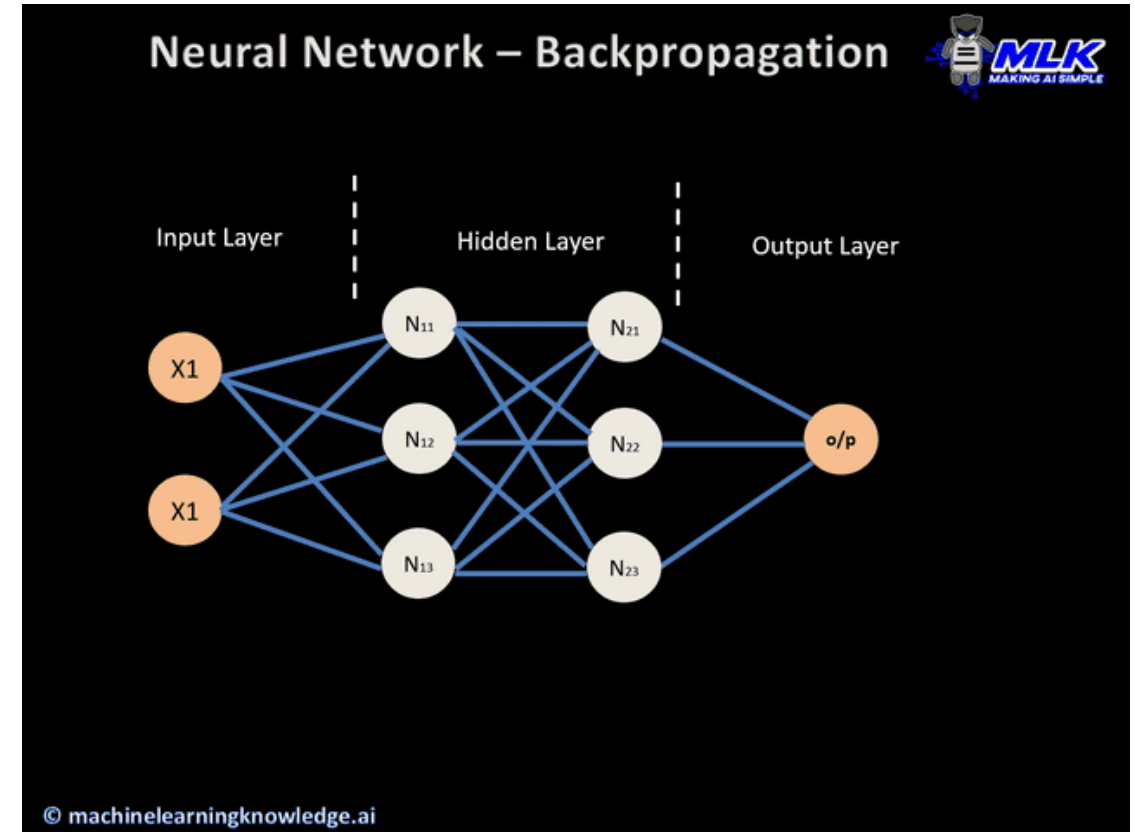 Neural Network – Backpropagation
MLK
MAKING AI SIMPLE
Input Layer
Hidden Layer
Output Layer
N₁₁
N₂₁
X1
N₁₂
N₂₂
o/p
X1
N₁₃
N₂₃
© machinelearningknowledge.ai